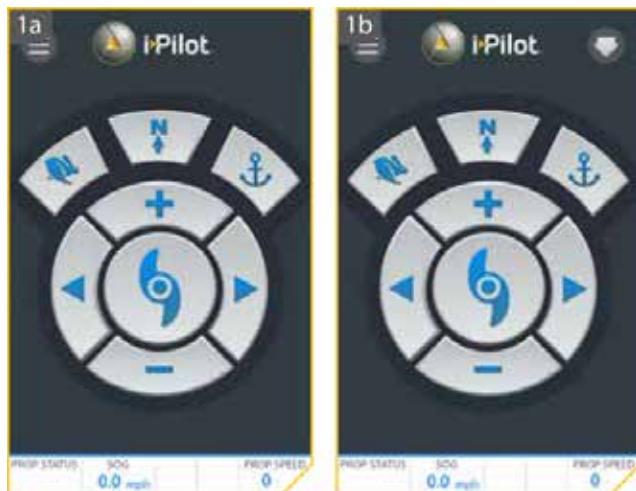 1a
i-Pilot
N
PROP STATUS SOG PROP SPEED
0.0 mph 0
1b
i-Pilot
N
PROP STATUS SOG PROP SPEED
0.0 mph 0